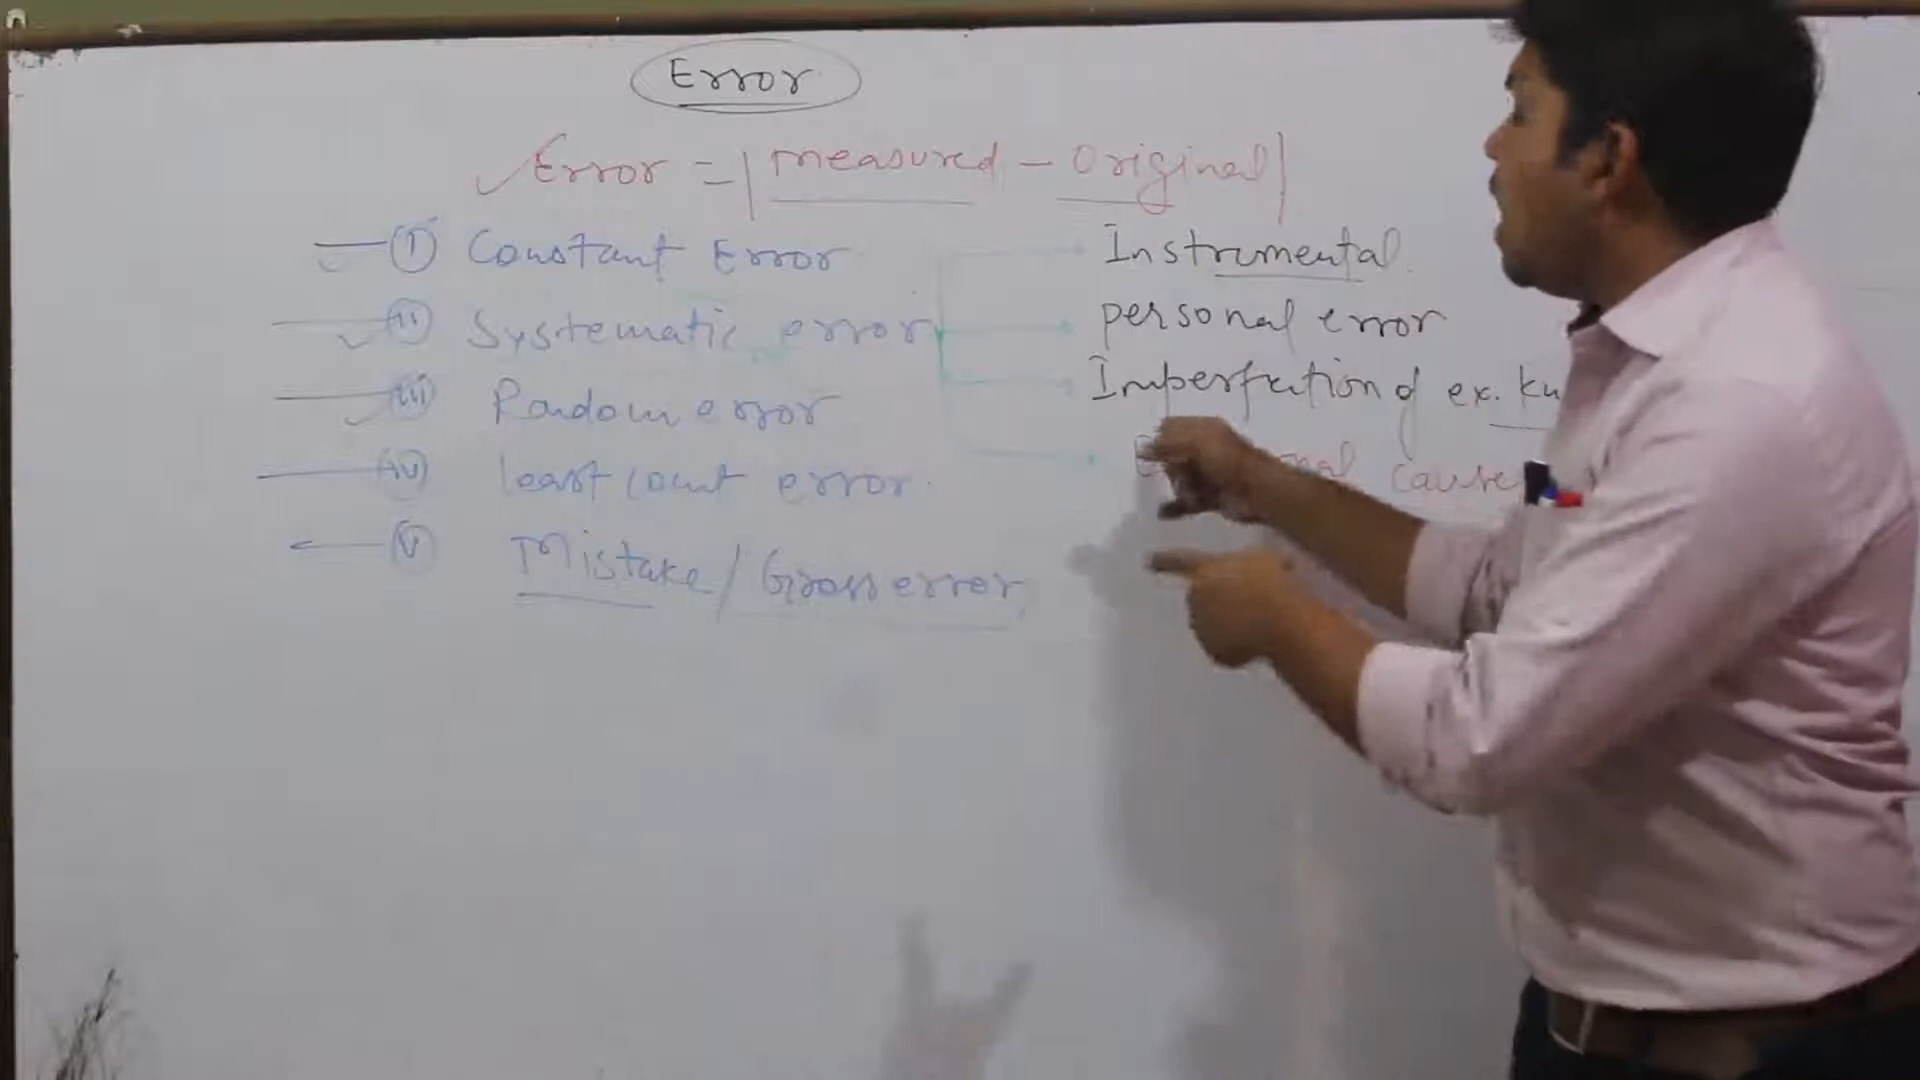 Error
Error = | measured - Original |
(i) Constant Error
(ii) Systematic error
(iii) Random error
(iv) least count error
(v) Mistake / Gross error
Instrumental
personal error
Imperfection of ex.
cause